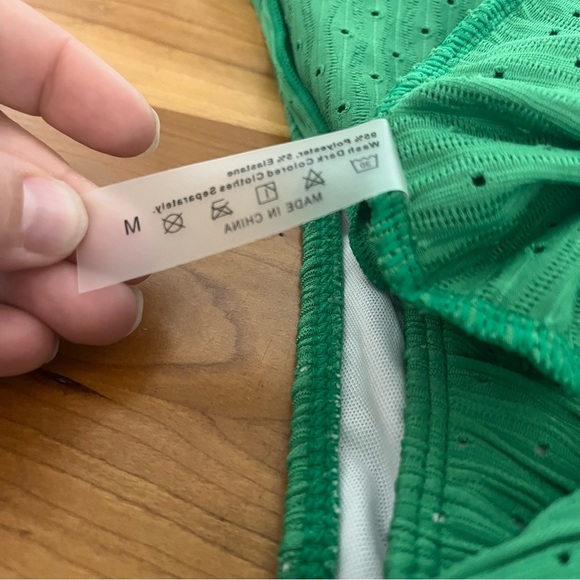 95% Polyester, 5% Elastane
Wash Dark Colored Clothes Separately.
MADE IN CHINA
M